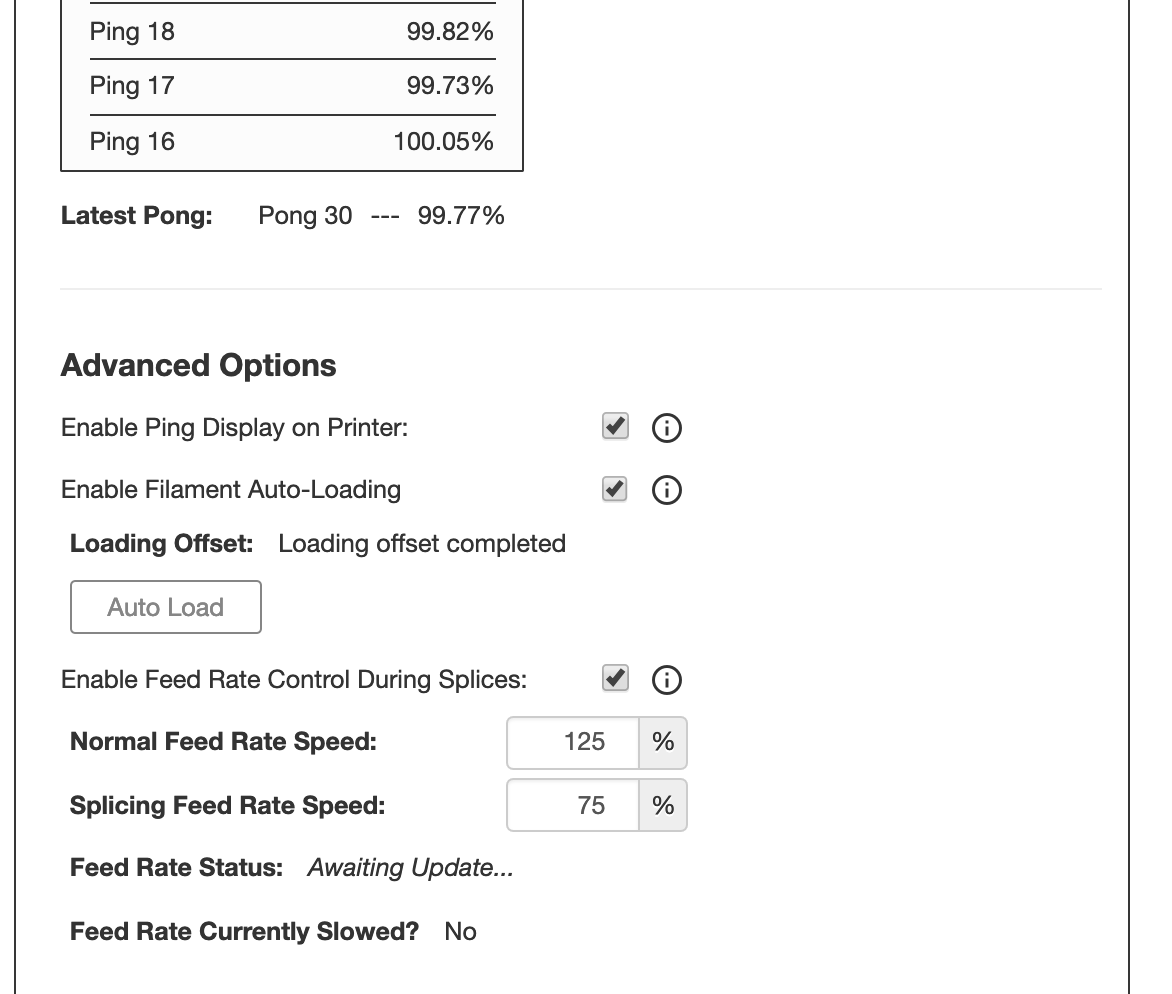 Ping 18 99.82%
Ping 17 99.73%
Ping 16 100.05%
Latest Pong: Pong 30 --- 99.77%
Advanced Options
Enable Ping Display on Printer:
Enable Filament Auto-Loading
Loading Offset: Loading offset completed
Auto Load
Enable Feed Rate Control During Splices:
Normal Feed Rate Speed: 125 %
Splicing Feed Rate Speed: 75 %
Feed Rate Status: Awaiting Update...
Feed Rate Currently Slowed? No